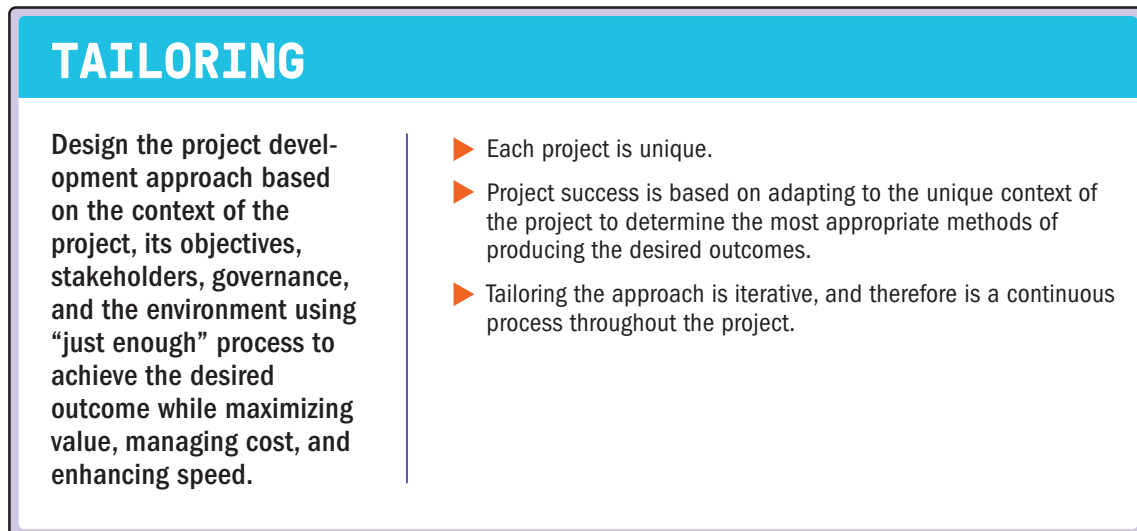 TAILORING
Design the project devel-
opment approach based
on the context of the
project, its objectives,
stakeholders, governance,
and the environment using
“just enough” process to
achieve the desired
outcome while maximizing
value, managing cost, and
enhancing speed.
Each project is unique.
Project success is based on adapting to the unique context of
the project to determine the most appropriate methods of
producing the desired outcomes.
Tailoring the approach is iterative, and therefore is a continuous
process throughout the project.